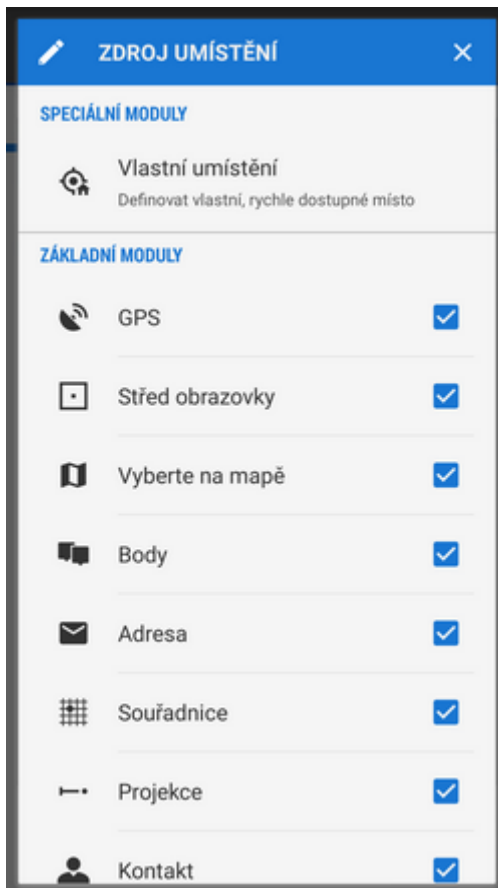 ZDROJ UMÍSTĚNÍ
SPECIÁLNÍ MODULY
Vlastní umístění
Definovat vlastní, rychle dostupné místo
ZÁKLADNÍ MODULY
GPS
Střed obrazovky
Vyberte na mapě
Body
Adresa
Souřadnice
Projekce
Kontakt